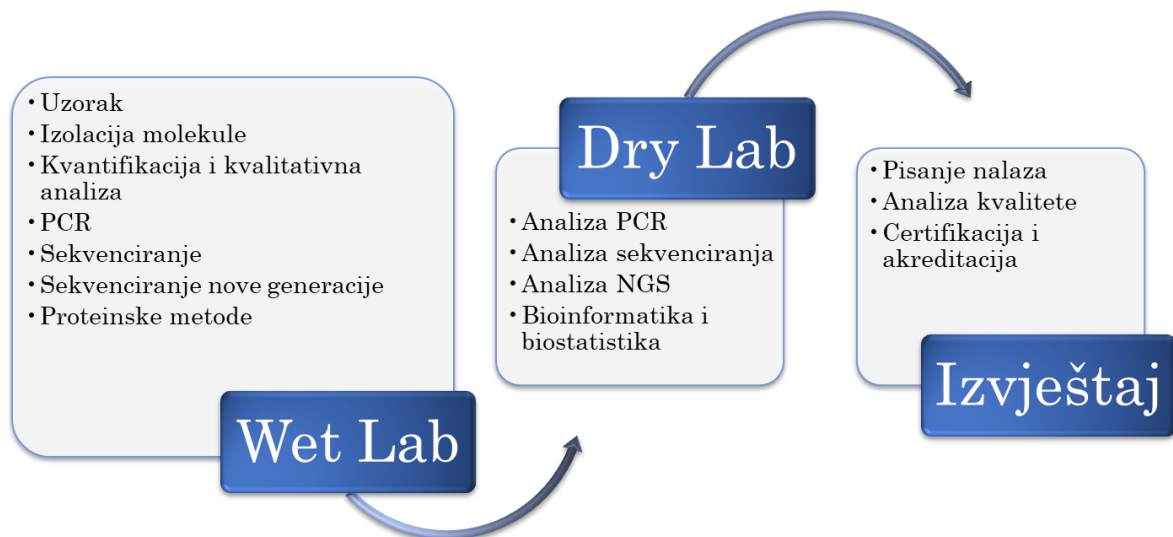 • Uzorak
• Izolacija molekule
• Kvantifikacija i kvalitativna
analiza
• PCR
• Sekvenciranje
• Sekvenciranje nove generacije
• Proteinske metode
Wet Lab
Dry Lab
• Analiza PCR
• Analiza sekvenciranja
• Analiza NGS
• Bioinformatika i
biostatistika
• Pisanje nalaza
• Analiza kvalitete
• Certifikacija i
akreditacija
Izvještaj